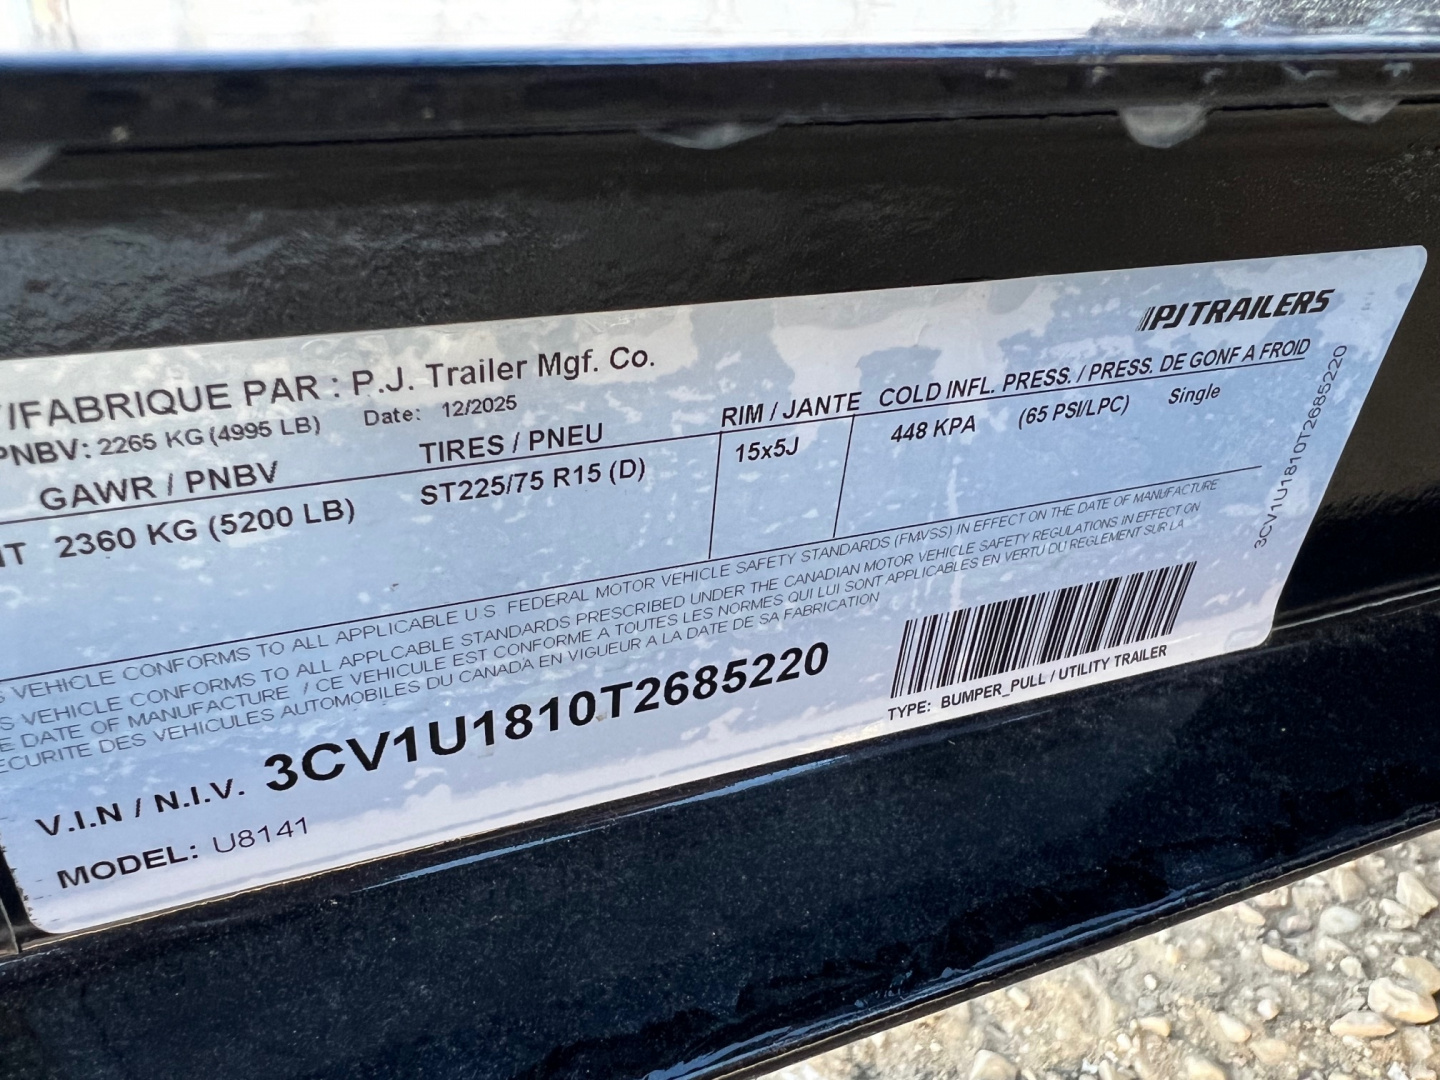 PJ TRAILERS
/FABRIQUE PAR : P.J. Trailer Mgf. Co.
PNBV: 2265 KG (4995 LB) Date: 12/2025
GAWR / PNBV TIRES / PNEU RIM / JANTE COLD INFL. PRESS. / PRESS. DE GONF A FROID
2360 KG (5200 LB) ST225/75 R15 (D) 15x5J 448 KPA (65 PSI/LPC) Single
VEHICLE CONFORMS TO ALL APPLICABLE U.S. FEDERAL MOTOR VEHICLE SAFETY STANDARDS (FMVSS) IN EFFECT ON THE DATE OF MANUFACTURE
VEHICLE CONFORMS TO ALL APPLCABLE STANDARDS PRESCRIBED UNDER THE CANADIAN MOTOR VEHICLE SAFETY REGULATIONS IN EFFECT ON
DATE OF MANUFACTURE / CE VEHICULE EST CONFORME A TOUTES LES NORMES QUI LUI SONT APPLICABLES EN VERTU DU REGLEMENT SUR LA
ECURITE DES VEHICULES AUTOMOBILES DU CANADA EN VIGUEUR A LA DATE DE SA FABRICATION
V.I.N / N.I.V. 3CV1U1810T2685220
MODEL: U8141
TYPE: BUMPER_PULL / UTILITY TRAILER
3CV1U1810T2685220